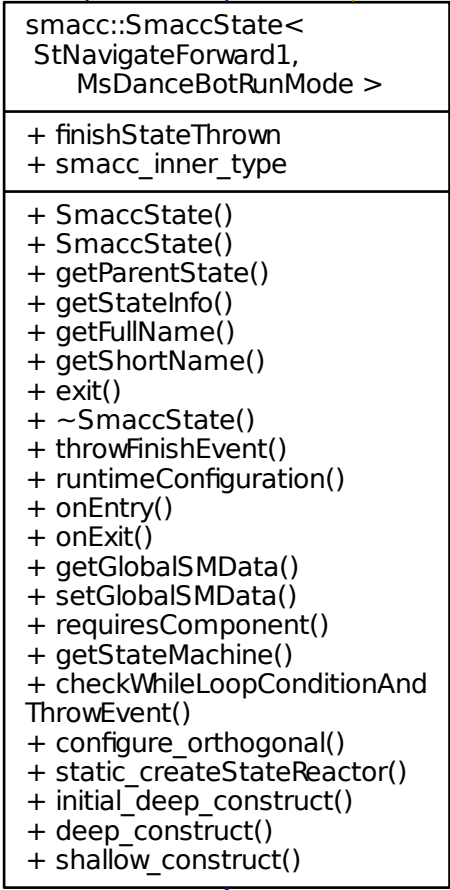 smacc::SmaccState<
StNavigateForward1,
MsDanceBotRunMode >
+ finishStateThrown
+ smacc_inner_type
+ SmaccState()
+ SmaccState()
+ getParentState()
+ getStateInfo()
+ getFullName()
+ getShortName()
+ exit()
+ ~SmaccState()
+ throwFinishEvent()
+ runtimeConfiguration()
+ onEntry()
+ onExit()
+ getGlobalSMData()
+ setGlobalSMData()
+ requiresComponent()
+ getStateMachine()
+ checkWhileLoopConditionAnd
ThrowEvent()
+ configure_orthogonal()
+ static_createStateReactor()
+ initial_deep_construct()
+ deep_construct()
+ shallow_construct()